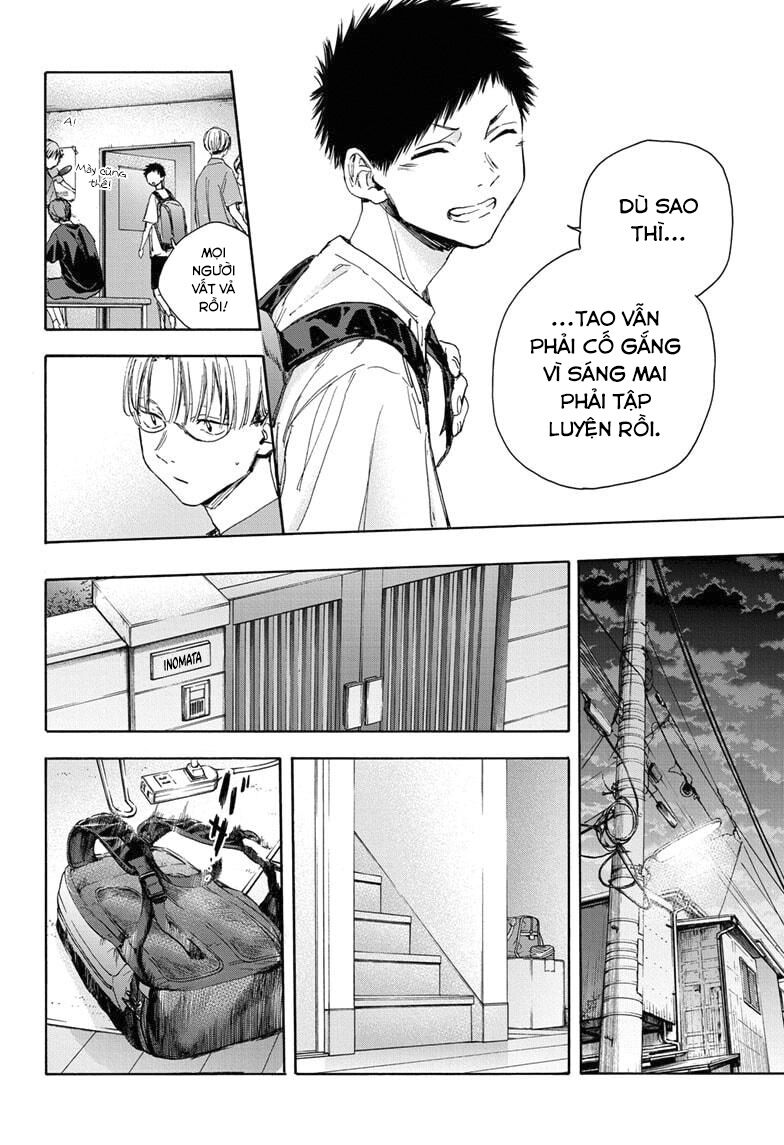 DÙ SAO
THÌ...
...TAO VẪN
PHẢI CỐ GẮNG
VÌ SÁNG MAI
PHẢI TẬP
LUYỆN RỒI.
Ai
Mày cũng
thế!
MỌI
NGƯỜI
VẤT VẢ
RỒI!
INOMATA